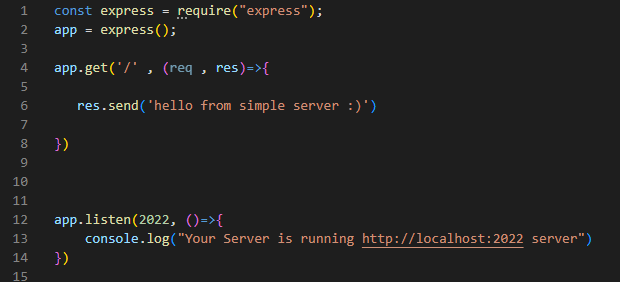 1 const express = require("express");
2 app = express();
3
4 app.get('/' , (req , res)=>{
5
6 res.send('hello from simple server :)')
7
8 })
9
10
11
12 app.listen(2022, ()=>{
13 console.log("Your Server is running http://localhost:2022 server")
14 })
15